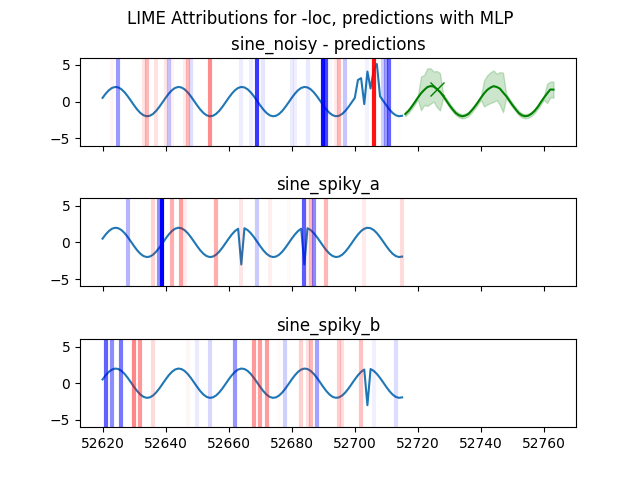 LIME Attributions for -loc, predictions with MLP
sine_noisy - predictions
5
0
−5
sine_spiky_a
5
0
−5
sine_spiky_b
5
0
−5
52620 52640 52660 52680 52700 52720 52740 52760